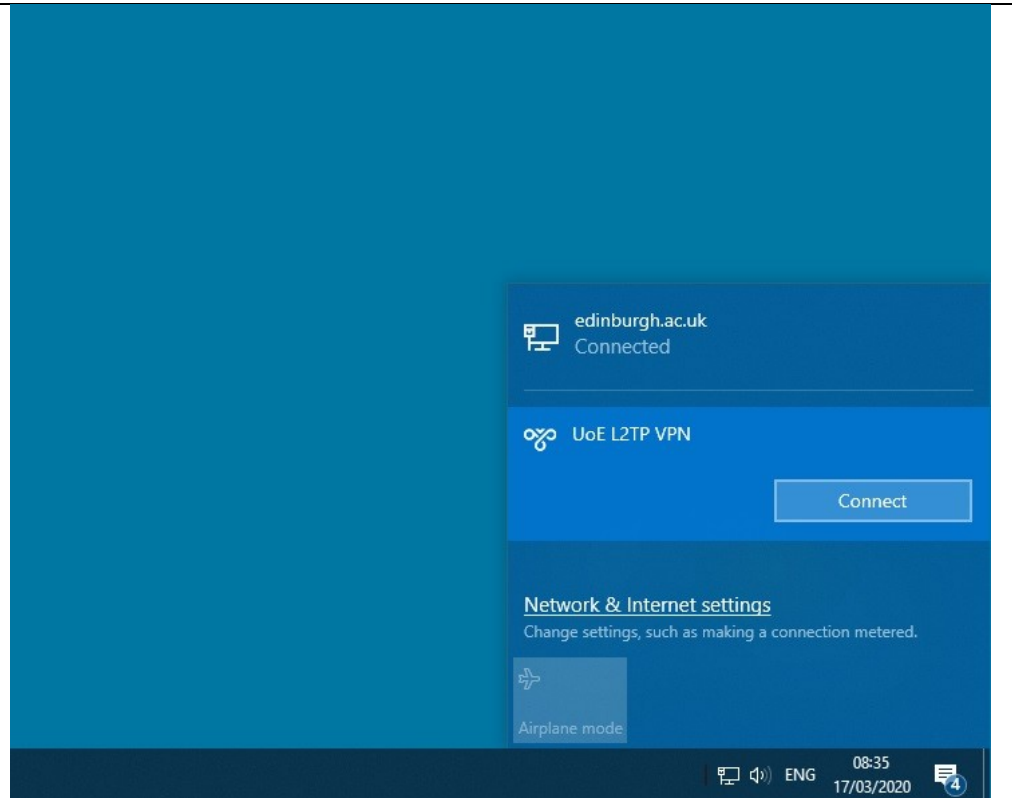 edinburgh.ac.uk
Connected
UoE L2TP VPN
Connect
Network & Internet settings
Change settings, such as making a connection metered.
Airplane mode
ENG
08:35
17/03/2020
4